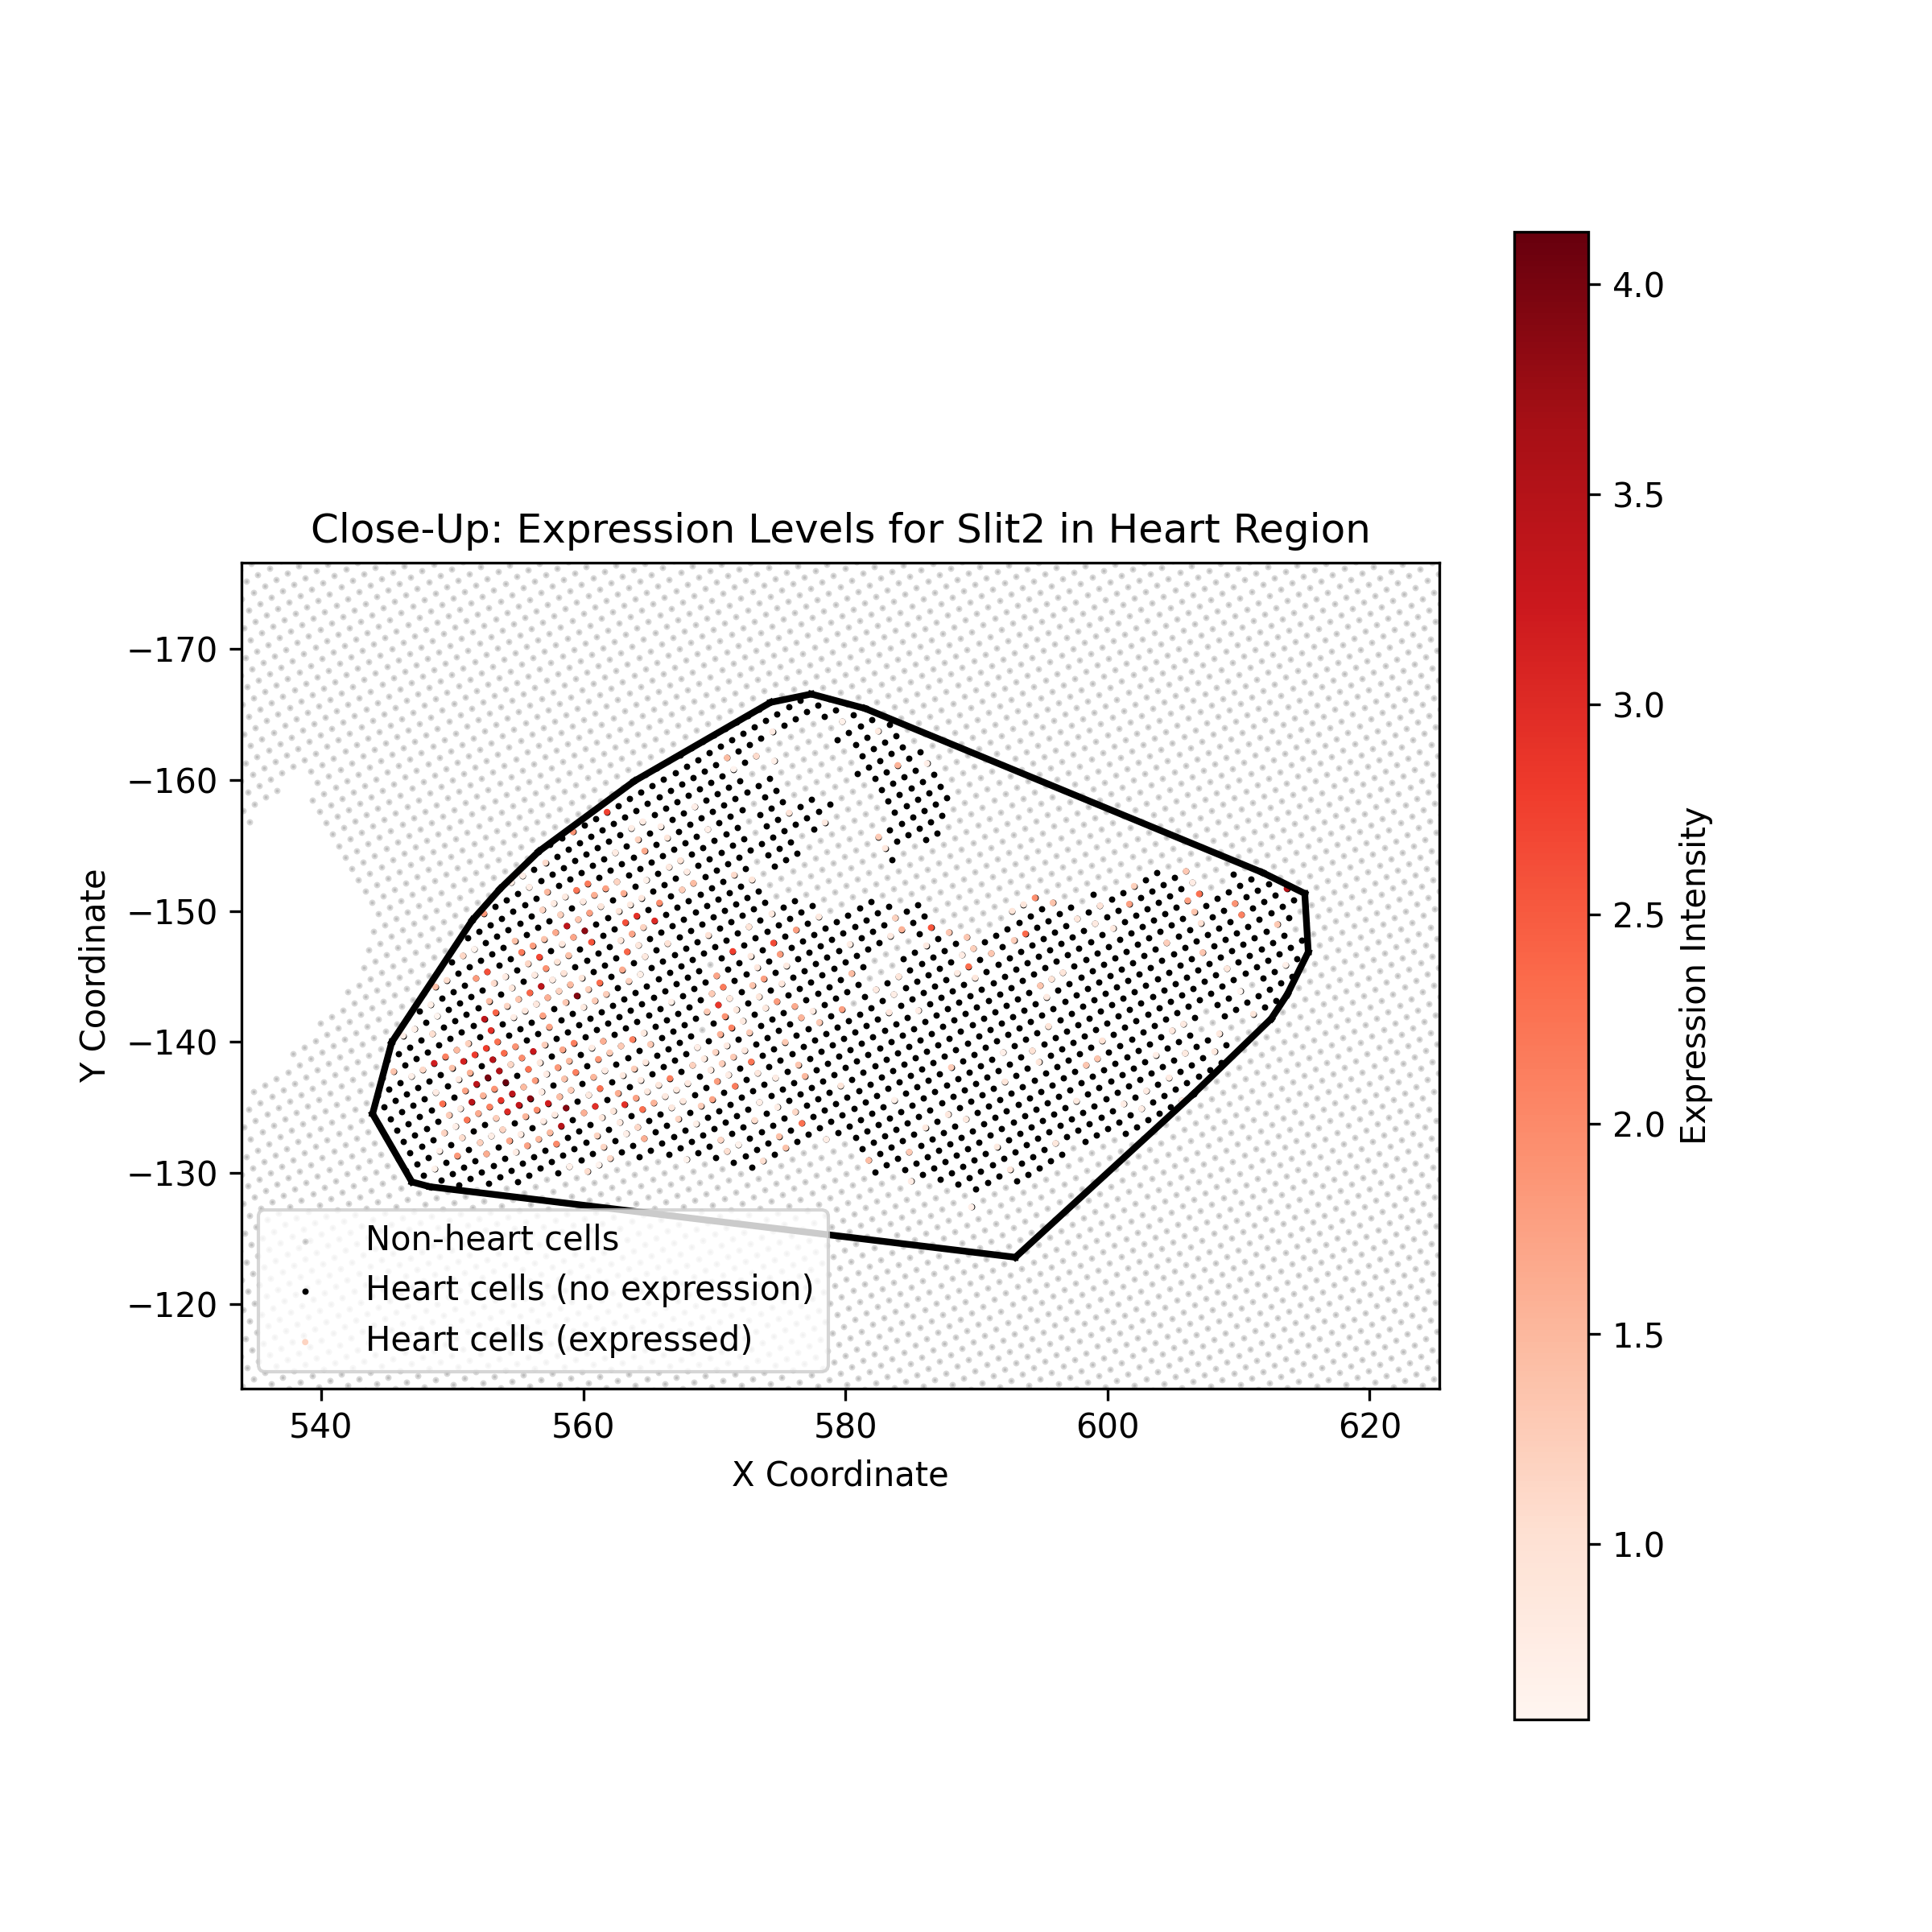 Close-Up: Expression Levels for Slit2 in Heart Region
−170
−160
−150
−140
−130
−120
Y Coordinate
Non-heart cells
Heart cells (no expression)
Heart cells (expressed)
540 560 580 600 620
X Coordinate
4.0
3.5
3.0
2.5
2.0
1.5
1.0
Expression Intensity